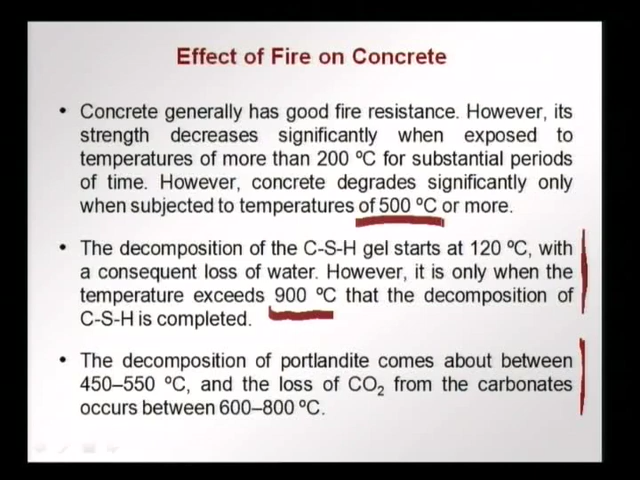 Effect of Fire on Concrete
• Concrete generally has good fire resistance. However, its
strength decreases significantly when exposed to
temperatures of more than 200 ºC for substantial periods
of time. However, concrete degrades significantly only
when subjected to temperatures of 500 ºC or more.
• The decomposition of the C-S-H gel starts at 120 ºC, with
a consequent loss of water. However, it is only when the
temperature exceeds 900 ºC that the decomposition of
C-S-H is completed.
• The decomposition of portlandite comes about between
450–550 ºC, and the loss of CO₂ from the carbonates
occurs between 600–800 ºC.